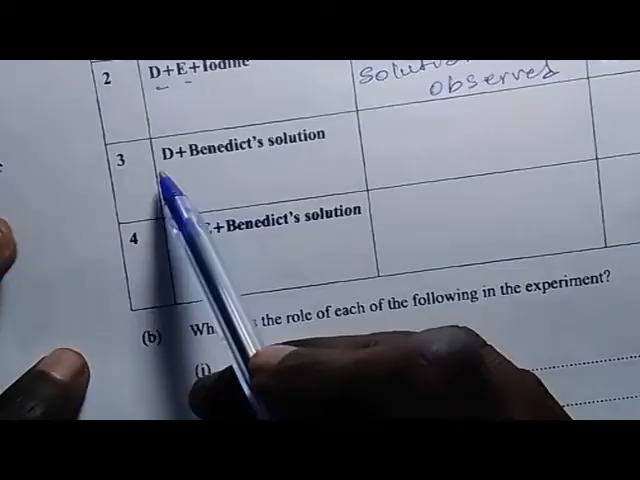 2 D+E+Iodine
observed
3 D+Benedict's solution
4 +Benedict's solution
(b) the role of each of the following in the experiment?
(i)